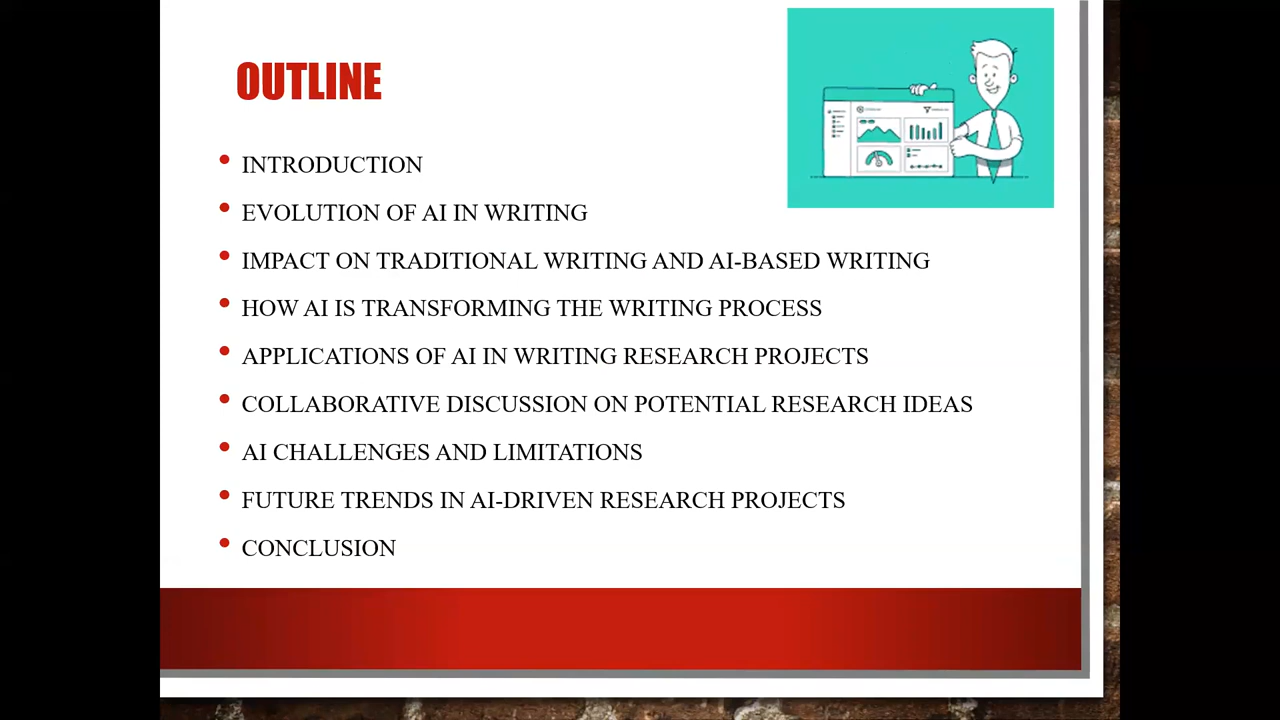 OUTLINE
• INTRODUCTION
• EVOLUTION OF AI IN WRITING
• IMPACT ON TRADITIONAL WRITING AND AI-BASED WRITING
• HOW AI IS TRANSFORMING THE WRITING PROCESS
• APPLICATIONS OF AI IN WRITING RESEARCH PROJECTS
• COLLABORATIVE DISCUSSION ON POTENTIAL RESEARCH IDEAS
• AI CHALLENGES AND LIMITATIONS
• FUTURE TRENDS IN AI-DRIVEN RESEARCH PROJECTS
• CONCLUSION